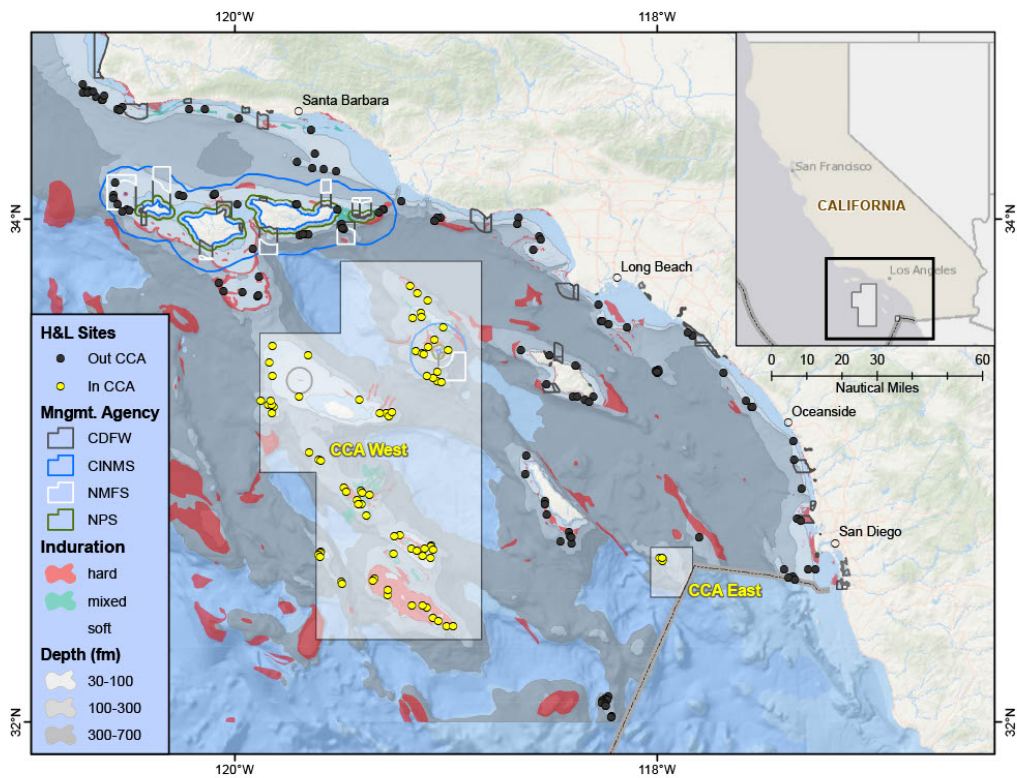 120°W
118°W
Santa Barbara
San Francisco
CALIFORNIA
Los Angeles
34°N
34°N
Long Beach
0 10 20 30 40 60
Nautical Miles
H&L Sites
Out CCA
In CCA
Mngmt. Agency
CDFW
CINMS
NMFS
NPS
Induration
hard
mixed
soft
Depth (fm)
30-100
100-300
300-700
Oceanside
CCA West
San Diego
CCA East
32°N
32°N
120°W
118°W